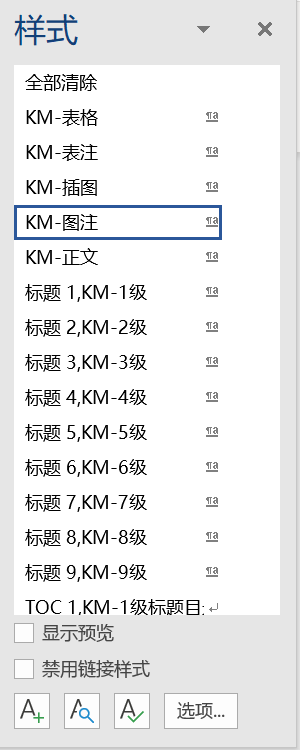 样式
全部清除
KM-表格
KM-表注
KM-插图
KM-图注
KM-正文
标题 1,KM-1级
标题 2,KM-2级
标题 3,KM-3级
标题 4,KM-4级
标题 5,KM-5级
标题 6,KM-6级
标题 7,KM-7级
标题 8,KM-8级
标题 9,KM-9级
TOC 1,KM-1级标题目
显示预览
禁用链接样式
选项...